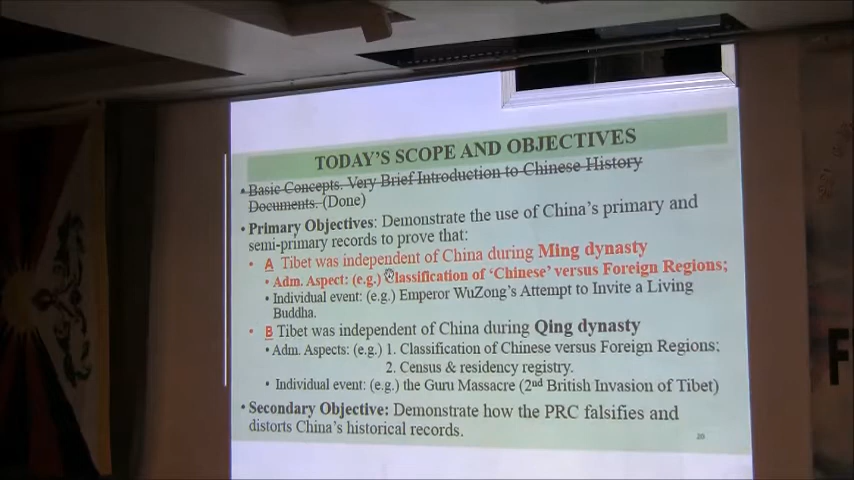 TODAY'S SCOPE AND OBJECTIVES
• Basic Concepts. Very Brief Introduction to Chinese History
Documents. (Done)
• Primary Objectives: Demonstrate the use of China's primary and
semi-primary records to prove that:
• A Tibet was independent of China during Ming dynasty
• Adm. Aspect: (e.g.) Classification of 'Chinese' versus Foreign Regions;
• Individual event: (e.g.) Emperor WuZong's Attempt to Invite a Living
Buddha.
• B Tibet was independent of China during Qing dynasty
• Adm. Aspects: (e.g.) 1. Classification of Chinese versus Foreign Regions:
2. Census & residency registry.
• Individual event: (e.g.) the Guru Massacre (2nd British Invasion of Tibet)
• Secondary Objective: Demonstrate how the PRC falsifies and
distorts China's historical records.
20
F